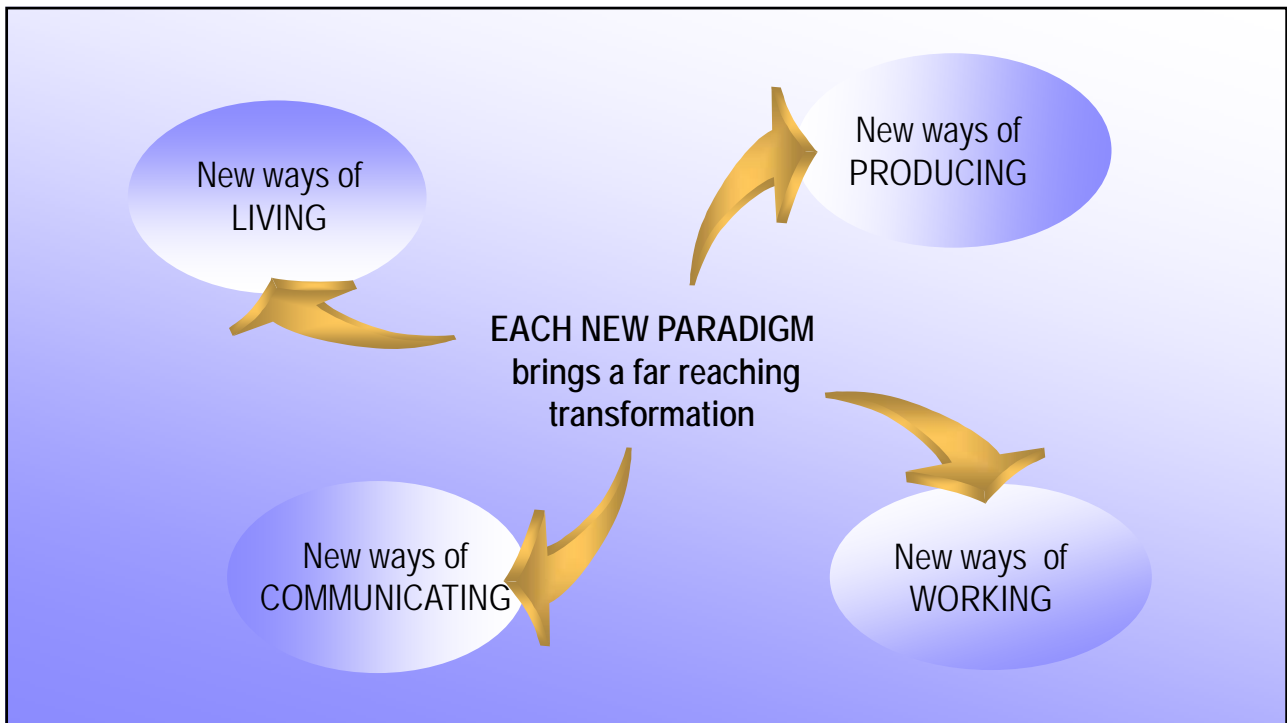 New ways of
LIVING
New ways of
PRODUCING
EACH NEW PARADIGM
brings a far reaching
transformation
New ways of
COMMUNICATING
New ways of
WORKING